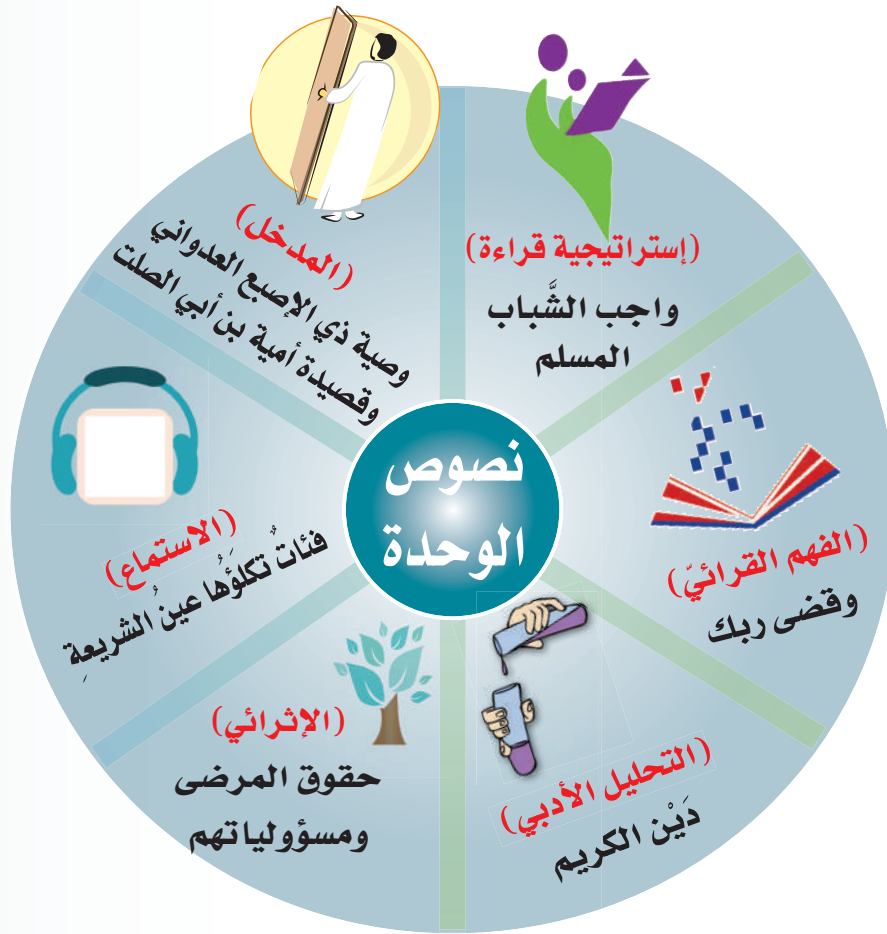 (المدخل)
وصية ذي الإصبع العدواني
وقصيدة أمية بن أبي الصلت
(إستراتيجية قراءة)
واجب الشَّباب
المسلم
(الفهم القرائيّ)
وقضى ربك
(التحليل الأدبي)
دَيْن الكريم
(الإثرائي)
حقوق المرضى
ومسؤولياتهم
(الاستماع)
فئاتٌ تكلَؤُها عينُ الشريعةِ
نصوص
الوحدة